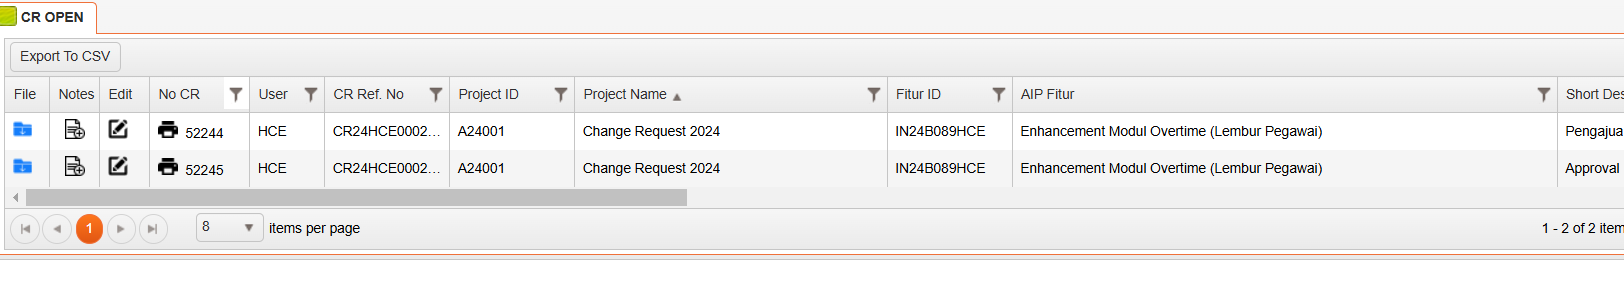 CR OPEN
Export To CSV
File Notes Edit No CR User CR Ref. No Project ID Project Name Fitur ID AIP Fitur Short Des
52244 HCE CR24HCE0002... A24001 Change Request 2024 IN24B089HCE Enhancement Modul Overtime (Lembur Pegawai) Pengajua
52245 HCE CR24HCE0002... A24001 Change Request 2024 IN24B089HCE Enhancement Modul Overtime (Lembur Pegawai) Approval
1 8 items per page 1 - 2 of 2 item